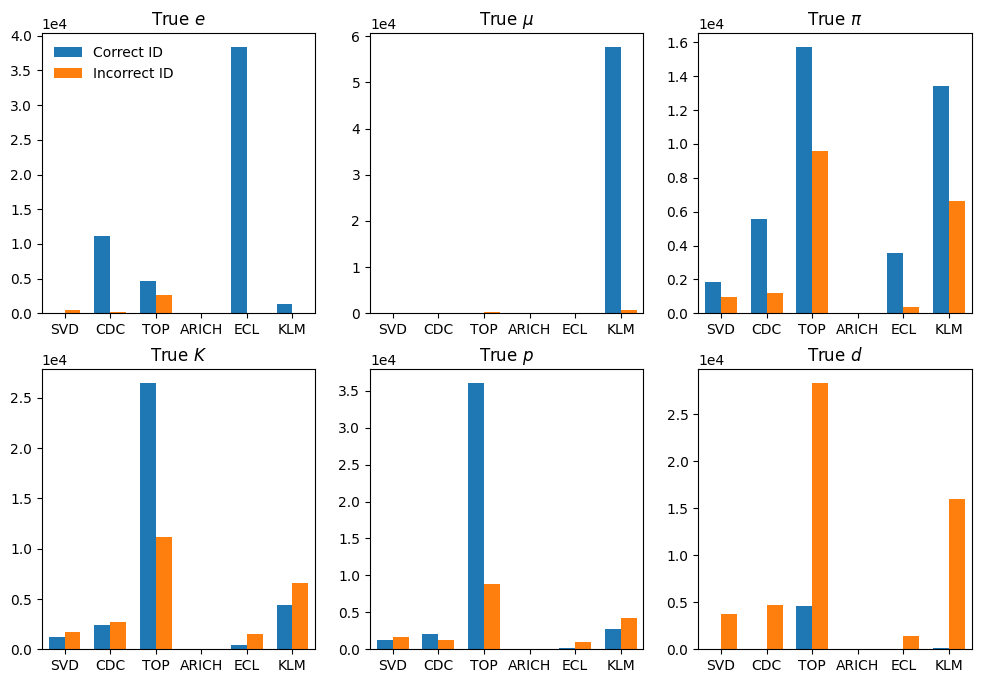 True e
1e4
4.0
3.5
3.0
2.5
2.0
1.5
1.0
0.5
0.0
Correct ID
Incorrect ID
SVD CDC TOP ARICH ECL KLM
True μ
1e4
6
5
4
3
2
1
0
SVD CDC TOP ARICH ECL KLM
True π
1e4
1.6
1.4
1.2
1.0
0.8
0.6
0.4
0.2
0.0
SVD CDC TOP ARICH ECL KLM
True K
1e4
2.5
2.0
1.5
1.0
0.5
0.0
SVD CDC TOP ARICH ECL KLM
True p
1e4
3.5
3.0
2.5
2.0
1.5
1.0
0.5
0.0
SVD CDC TOP ARICH ECL KLM
True d
1e4
2.5
2.0
1.5
1.0
0.5
0.0
SVD CDC TOP ARICH ECL KLM